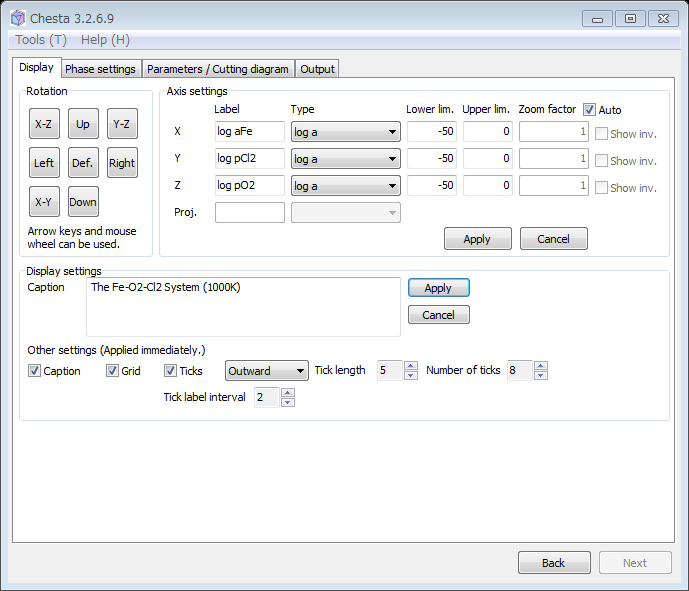 Chesta 3.2.6.9
Tools (T) Help (H)
Display Phase settings Parameters / Cutting diagram Output
Rotation
X-Z Up Y-Z
Left Def. Right
X-Y Down
Arrow keys and mouse
wheel can be used.
Axis settings
Label Type Lower lim. Upper lim. Zoom factor Auto
X log aFe log a -50 0 1 Show inv.
Y log pCl2 log a -50 0 1 Show inv.
Z log pO2 log a -50 0 1 Show inv.
Proj.
Apply Cancel
Display settings
Caption The Fe-O2-Cl2 System (1000K) Apply
Cancel
Other settings (Applied immediately.)
Caption Grid Ticks Outward Tick length 5 Number of ticks 8
Tick label interval 2
Back Next